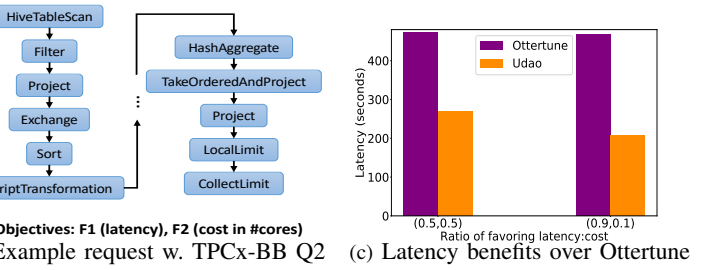 HiveTableScan
Filter
Project
Exchange
Sort
riptTransformation
...
HashAggregate
TakeOrderedAndProject
Project
LocalLimit
CollectLimit
Objectives: F1 (latency), F2 (cost in #cores)
Example request w. TPCx-BB Q2
Latency (seconds)
400
300
200
100
0
Ottertune
Udao
(0.5,0.5)
(0.9,0.1)
Ratio of favoring latency:cost
(c) Latency benefits over Ottertune